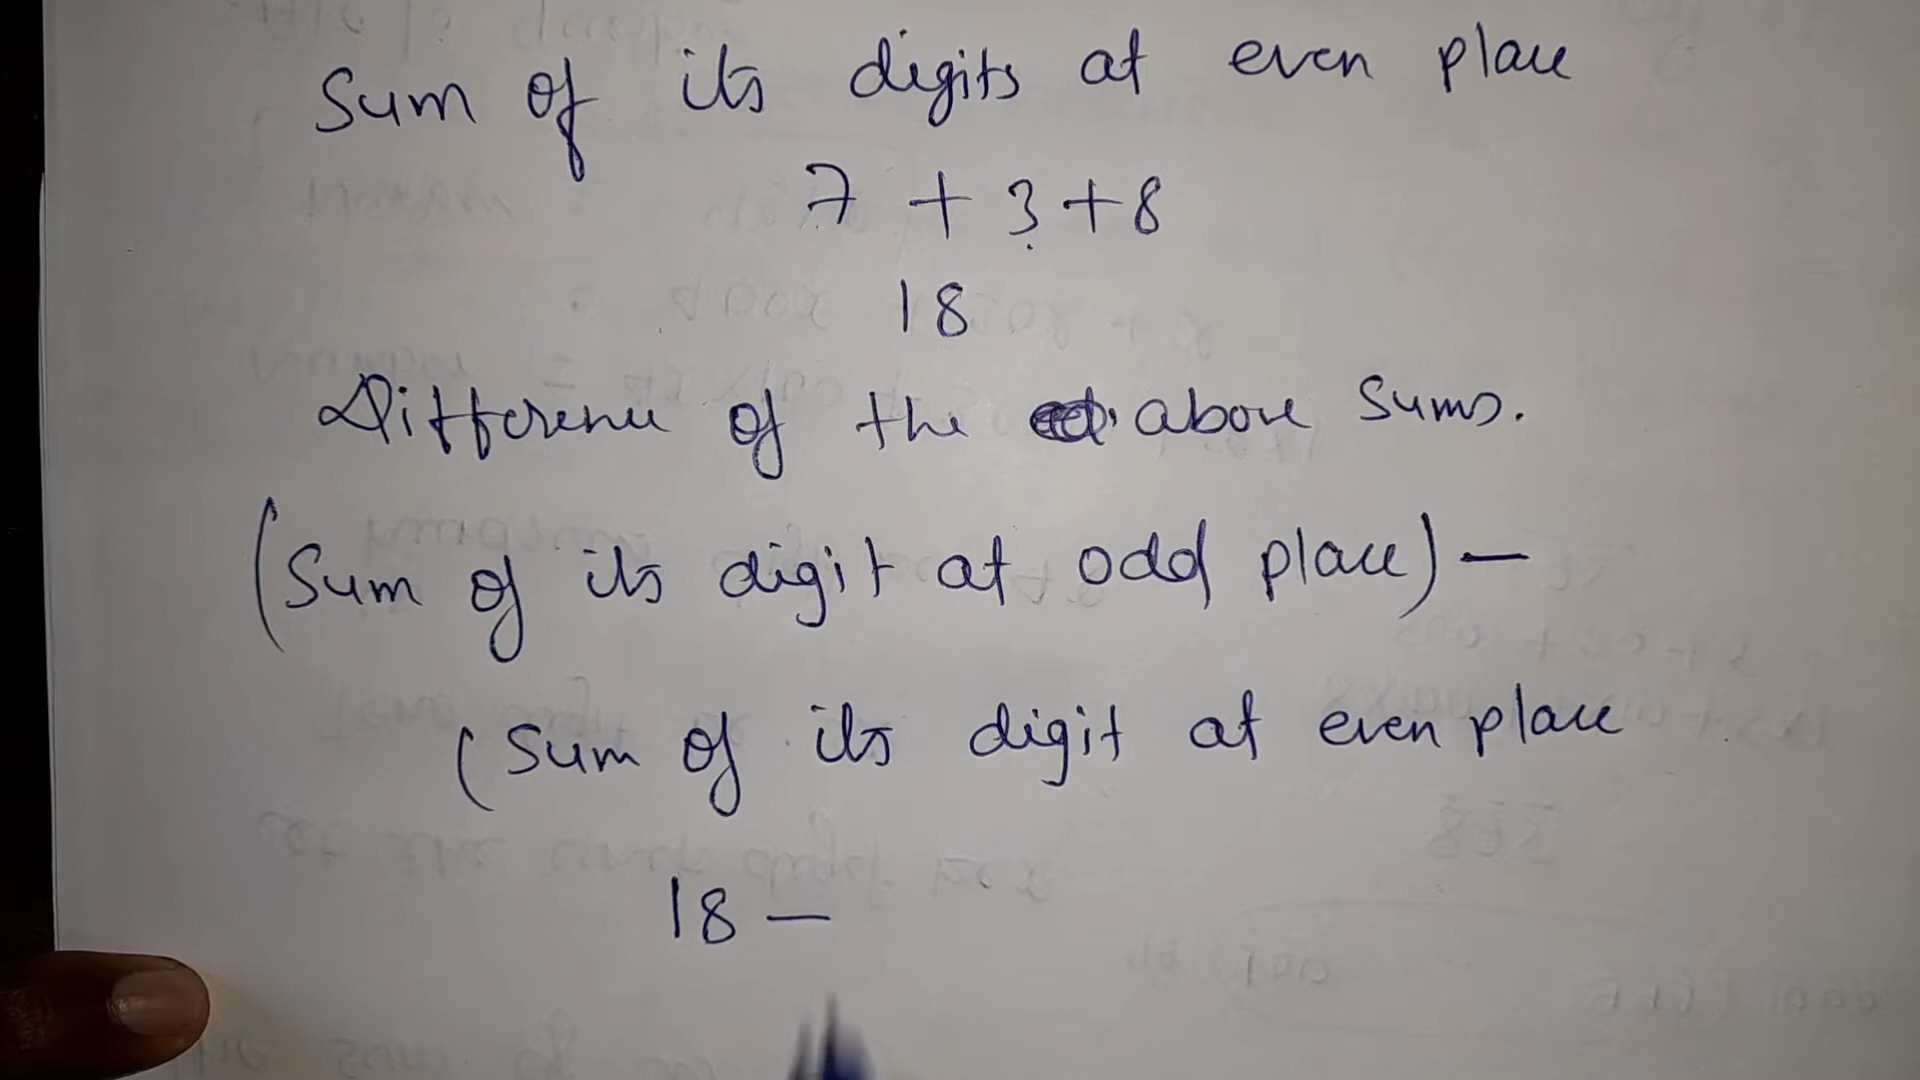 Sum of its digits at even place
7 + 3 + 8
18
Difference of the above sums.
(Sum of its digit at odd place) —
(Sum of its digit at even place
18 —